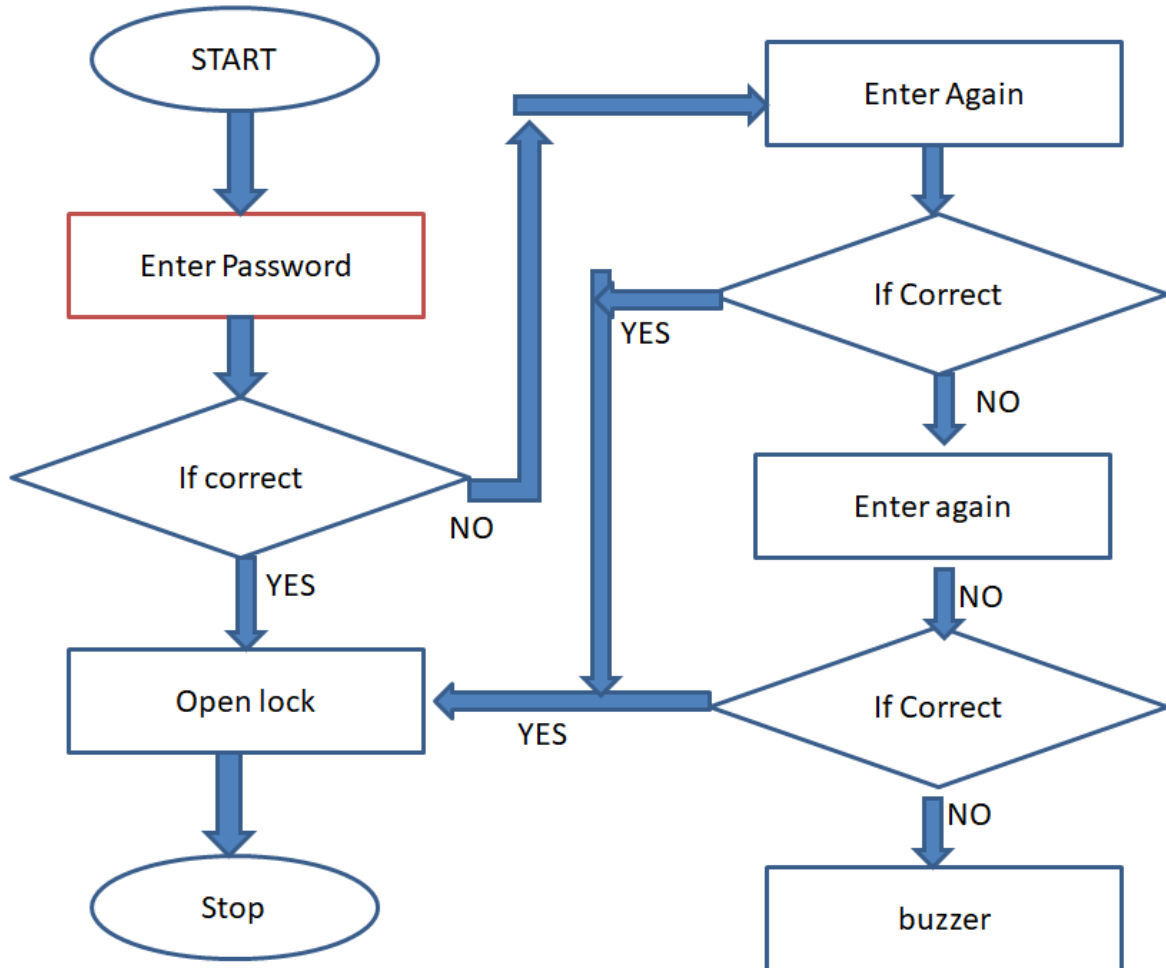 START
Enter Password
If correct
NO
YES
Open lock
Stop
Enter Again
If Correct
YES
NO
Enter again
NO
If Correct
YES
NO
buzzer